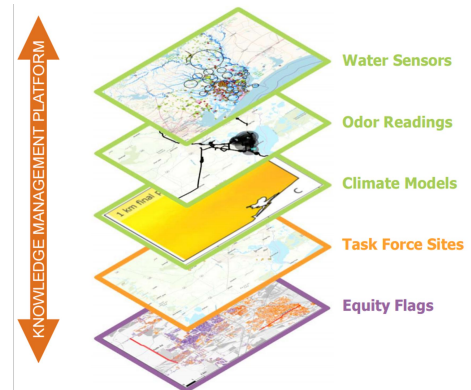 KNOWLEDGE MANAGEMENT PLATFORM
Water Sensors
Odor Readings
Climate Models
1 km final
Task Force Sites
Equity Flags